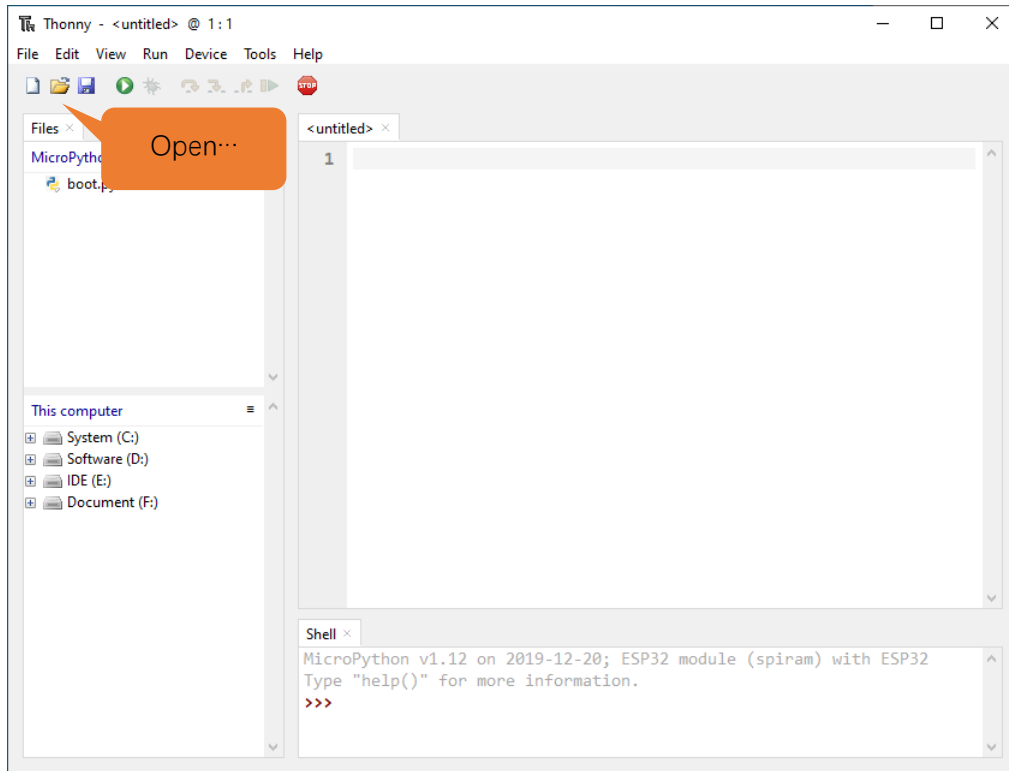 Thonny - <untitled> @ 1:1
File Edit View Run Device Tools Help
STOP
Files
Open…
<untitled>
1
MicroPytho
boot.py
This computer
System (C:)
Software (D:)
IDE (E:)
Document (F:)
Shell
MicroPython v1.12 on 2019-12-20; ESP32 module (spiram) with ESP32
Type "help()" for more information.
>>>